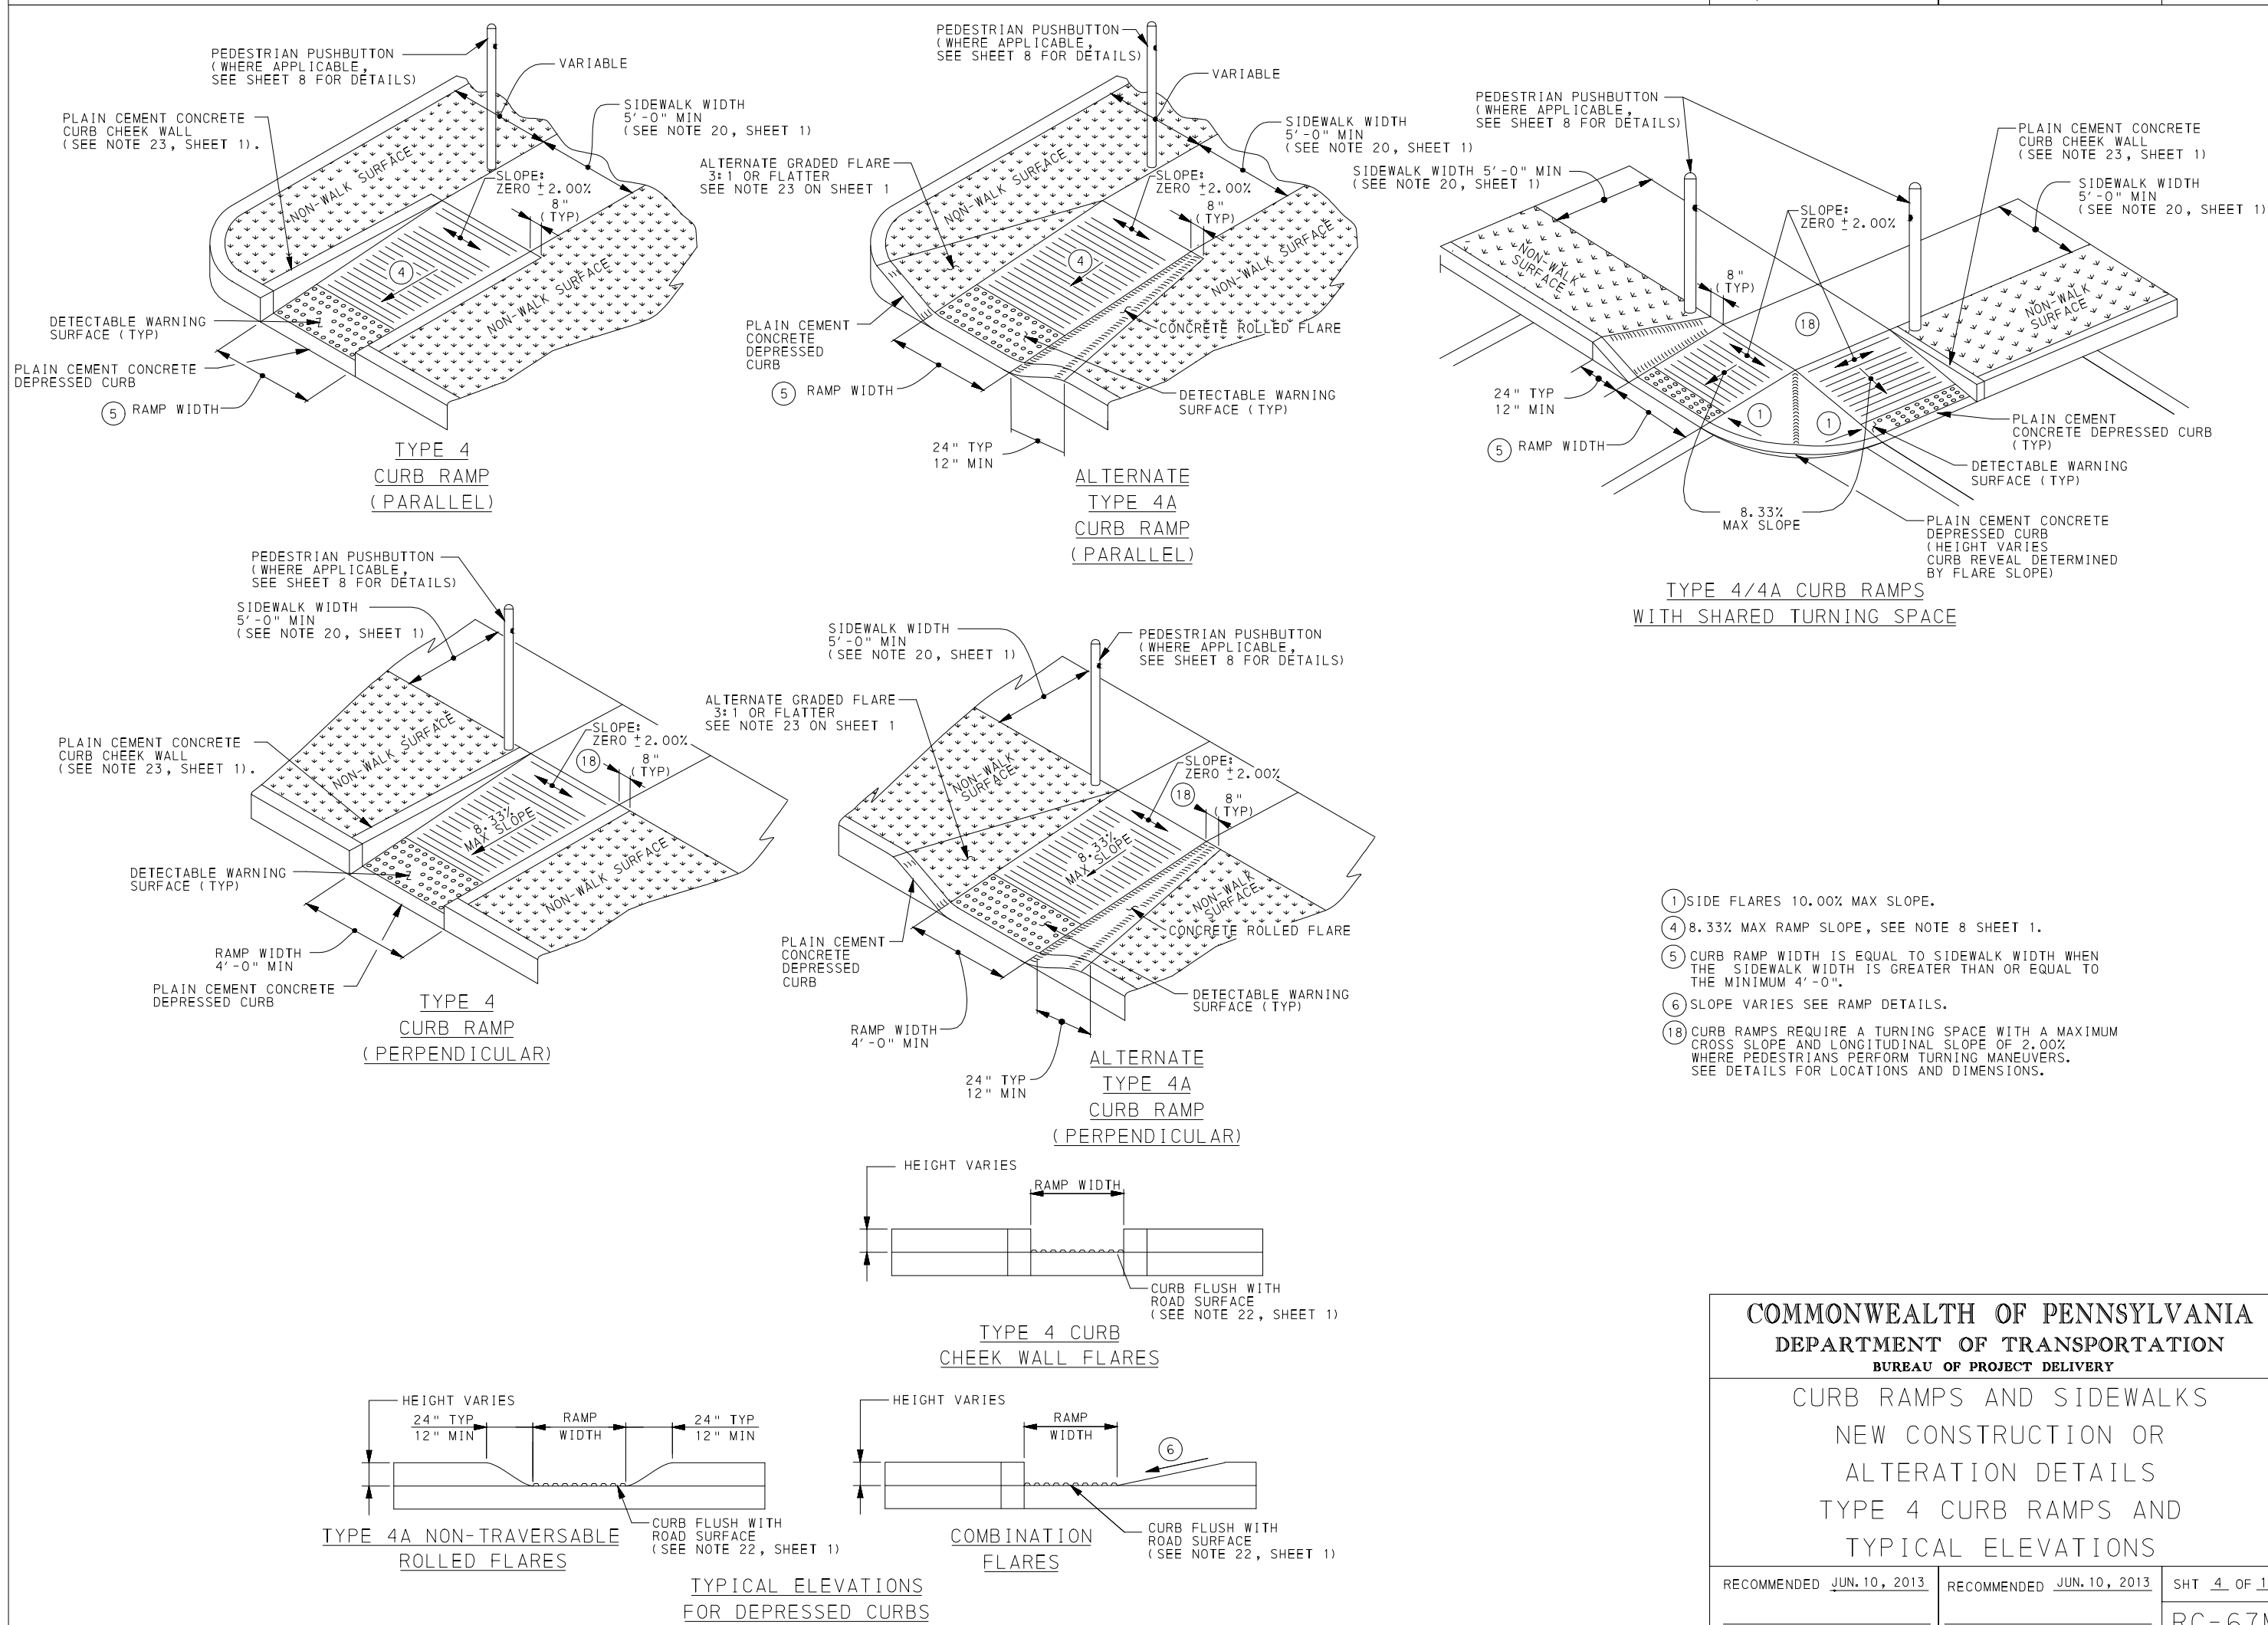 PEDESTRIAN PUSHBUTTON
(WHERE APPLICABLE,
SEE SHEET 8 FOR DETAILS)
VARIABLE
SIDEWALK WIDTH
5'-0" MIN
(SEE NOTE 20, SHEET 1)
PLAIN CEMENT CONCRETE
CURB CHEEK WALL
(SEE NOTE 23, SHEET 1).
NON-WALK SURFACE
SLOPE:
ZERO ±2.00%
8"
(TYP)
4
NON-WALK SURFACE
DETECTABLE WARNING
SURFACE (TYP)
PLAIN CEMENT CONCRETE
DEPRESSED CURB
5 RAMP WIDTH
TYPE 4
CURB RAMP
(PARALLEL)
PEDESTRIAN PUSHBUTTON
(WHERE APPLICABLE,
SEE SHEET 8 FOR DETAILS)
VARIABLE
SIDEWALK WIDTH
5'-0" MIN
(SEE NOTE 20, SHEET 1)
ALTERNATE GRADED FLARE
3:1 OR FLATTER
SEE NOTE 23 ON SHEET 1
NON-WALK SURFACE
SLOPE:
ZERO ±2.00%
8"
(TYP)
4
NON-WALK SURFACE
PLAIN CEMENT
CONCRETE
DEPRESSED
CURB
CONCRETE ROLLED FLARE
5 RAMP WIDTH
DETECTABLE WARNING
SURFACE (TYP)
24" TYP
12" MIN
ALTERNATE
TYPE 4A
CURB RAMP
(PARALLEL)
PEDESTRIAN PUSHBUTTON
(WHERE APPLICABLE,
SEE SHEET 8 FOR DETAILS)
SIDEWALK WIDTH 5'-0" MIN
(SEE NOTE 20, SHEET 1)
PLAIN CEMENT CONCRETE
CURB CHEEK WALL
(SEE NOTE 23, SHEET 1)
SIDEWALK WIDTH
5'-0" MIN
(SEE NOTE 20, SHEET 1)
SLOPE:
ZERO ±2.00%
NON-WALK
SURFACE
8"
(TYP)
18
NON-WALK
SURFACE
24" TYP
12" MIN
1
1
5 RAMP WIDTH
PLAIN CEMENT
CONCRETE DEPRESSED CURB
(TYP)
DETECTABLE WARNING
SURFACE (TYP)
8.33%
MAX SLOPE
PLAIN CEMENT CONCRETE
DEPRESSED CURB
(HEIGHT VARIES
CURB REVEAL DETERMINED
BY FLARE SLOPE)
TYPE 4/4A CURB RAMPS
WITH SHARED TURNING SPACE
PEDESTRIAN PUSHBUTTON
(WHERE APPLICABLE,
SEE SHEET 8 FOR DETAILS)
SIDEWALK WIDTH
5'-0" MIN
(SEE NOTE 20, SHEET 1)
PLAIN CEMENT CONCRETE
CURB CHEEK WALL
(SEE NOTE 23, SHEET 1).
NON-WALK SURFACE
SLOPE:
ZERO ±2.00%
18
8"
(TYP)
8.33%
MAX SLOPE
NON-WALK SURFACE
DETECTABLE WARNING
SURFACE (TYP)
RAMP WIDTH
4'-0" MIN
PLAIN CEMENT CONCRETE
DEPRESSED CURB
TYPE 4
CURB RAMP
(PERPENDICULAR)
SIDEWALK WIDTH
5'-0" MIN
(SEE NOTE 20, SHEET 1)
PEDESTRIAN PUSHBUTTON
(WHERE APPLICABLE,
SEE SHEET 8 FOR DETAILS)
ALTERNATE GRADED FLARE
3:1 OR FLATTER
SEE NOTE 23 ON SHEET 1
NON-WALK
SURFACE
SLOPE:
ZERO ±2.00%
18
8"
(TYP)
8.33%
MAX SLOPE
NON-WALK
SURFACE
CONCRETE ROLLED FLARE
PLAIN CEMENT
CONCRETE
DEPRESSED
CURB
DETECTABLE WARNING
SURFACE (TYP)
RAMP WIDTH
4'-0" MIN
24" TYP
12" MIN
ALTERNATE
TYPE 4A
CURB RAMP
(PERPENDICULAR)
1 SIDE FLARES 10.00% MAX SLOPE.
4 8.33% MAX RAMP SLOPE, SEE NOTE 8 SHEET 1.
5 CURB RAMP WIDTH IS EQUAL TO SIDEWALK WIDTH WHEN
THE SIDEWALK WIDTH IS GREATER THAN OR EQUAL TO
THE MINIMUM 4'-0".
6 SLOPE VARIES SEE RAMP DETAILS.
18 CURB RAMPS REQUIRE A TURNING SPACE WITH A MAXIMUM
CROSS SLOPE AND LONGITUDINAL SLOPE OF 2.00%
WHERE PEDESTRIANS PERFORM TURNING MANEUVERS.
SEE DETAILS FOR LOCATIONS AND DIMENSIONS.
HEIGHT VARIES
RAMP WIDTH
CURB FLUSH WITH
ROAD SURFACE
(SEE NOTE 22, SHEET 1)
TYPE 4 CURB
CHEEK WALL FLARES
HEIGHT VARIES
24" TYP
12" MIN
RAMP
WIDTH
24" TYP
12" MIN
CURB FLUSH WITH
ROAD SURFACE
(SEE NOTE 22, SHEET 1)
TYPE 4A NON-TRAVERSABLE
ROLLED FLARES
HEIGHT VARIES
RAMP
WIDTH
6
CURB FLUSH WITH
ROAD SURFACE
(SEE NOTE 22, SHEET 1)
COMBINATION
FLARES
TYPICAL ELEVATIONS
FOR DEPRESSED CURBS
COMMONWEALTH OF PENNSYLVANIA
DEPARTMENT OF TRANSPORTATION
BUREAU OF PROJECT DELIVERY
CURB RAMPS AND SIDEWALKS
NEW CONSTRUCTION OR
ALTERATION DETAILS
TYPE 4 CURB RAMPS AND
TYPICAL ELEVATIONS
RECOMMENDED JUN. 10, 2013
RECOMMENDED JUN. 10, 2013
SHT 4 OF